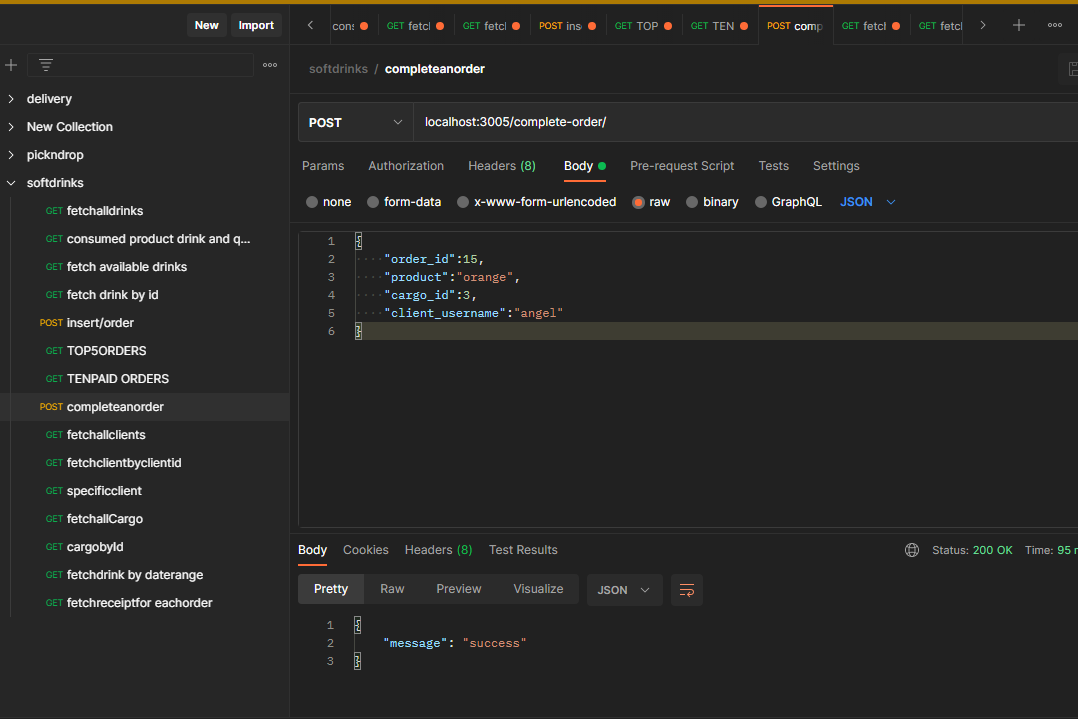 New Import
cons GET fetcl GET fetcl POST ins GET TOP GET TEN POST comp GET fetch GET fetch
softdrinks / completeanorder
delivery
New Collection
pickndrop
softdrinks
GET fetchalldrinks
GET consumed product drink and q...
GET fetch available drinks
GET fetch drink by id
POST insert/order
GET TOP5ORDERS
GET TENPAID ORDERS
POST completeanorder
GET fetchallclients
GET fetchclientbyclientid
GET specificclient
GET fetchallCargo
GET cargobyId
GET fetchdrink by daterange
GET fetchreceiptfor eachorder
POST localhost:3005/complete-order/
Params Authorization Headers (8) Body Pre-request Script Tests Settings
none form-data x-www-form-urlencoded raw binary GraphQL JSON
1 {
2 "order_id":15,
3 "product":"orange",
4 "cargo_id":3,
5 "client_username":"angel"
6 }
Body Cookies Headers (8) Test Results Status: 200 OK Time: 95
Pretty Raw Preview Visualize JSON
1 {
2 "message": "success"
3 }